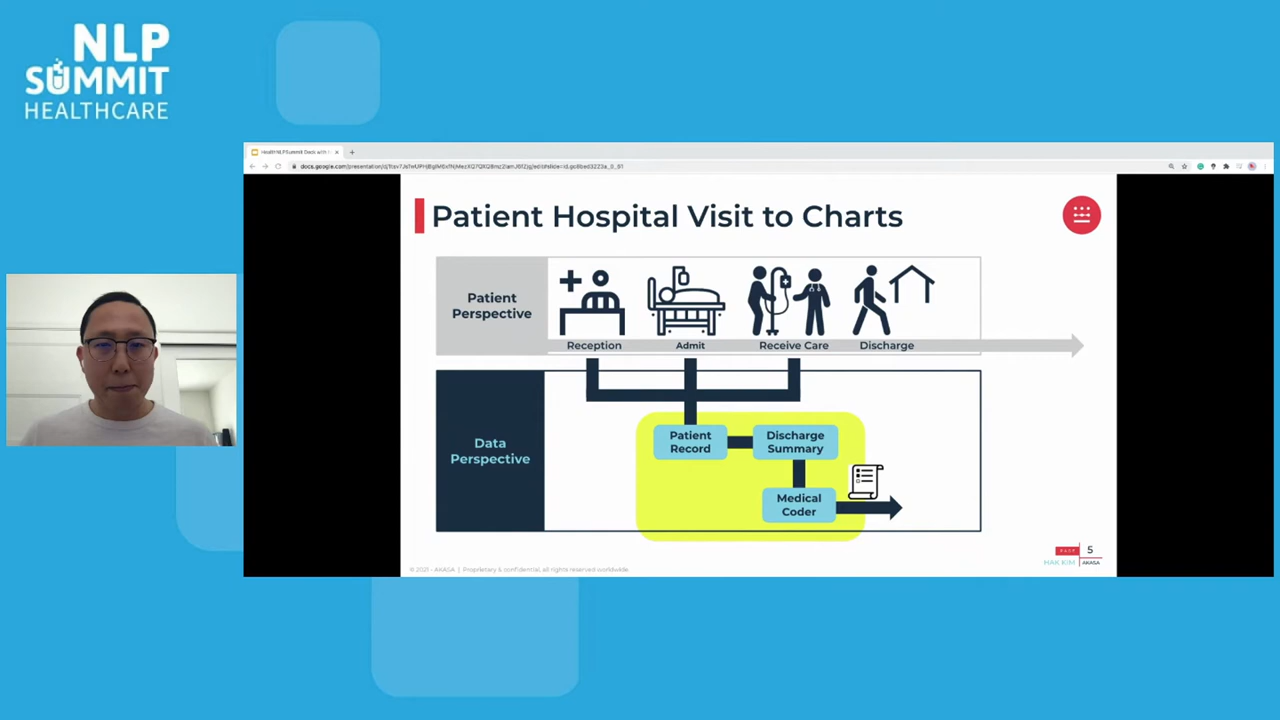 NLP
SUMMIT
HEALTHCARE
Patient Hospital Visit to Charts
Patient
Perspective
Reception
Admit
Receive Care
Discharge
Data
Perspective
Patient
Record
Discharge
Summary
Medical
Coder
© 2021 - AKASA | Proprietary & confidential, all rights reserved worldwide.
5
HAK KIM
AKASA